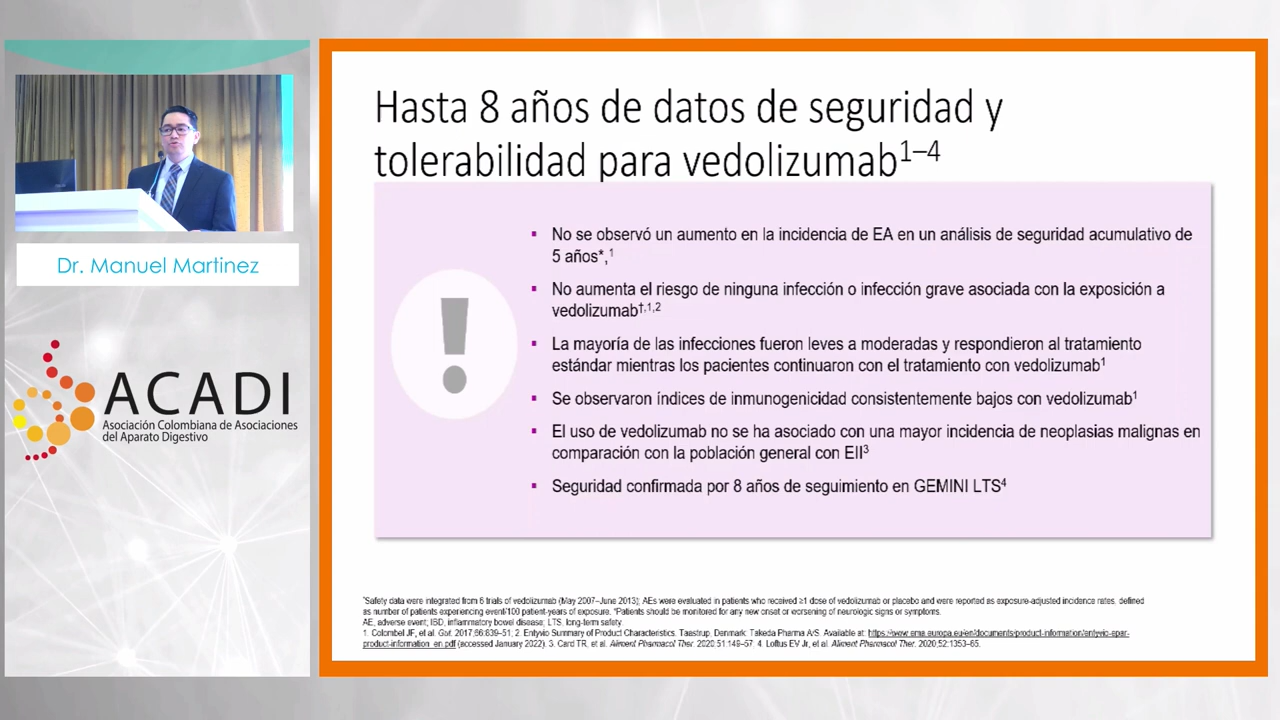 Hasta 8 años de datos de seguridad y
tolerabilidad para vedolizumab1–4
▪ No se observó un aumento en la incidencia de EA en un análisis de seguridad acumulativo de
5 años*,1
▪ No aumenta el riesgo de ninguna infección o infección grave asociada con la exposición a
vedolizumab†,1,2
▪ La mayoría de las infecciones fueron leves a moderadas y respondieron al tratamiento
estándar mientras los pacientes continuaron con el tratamiento con vedolizumab1
▪ Se observaron índices de inmunogenicidad consistentemente bajos con vedolizumab1
▪ El uso de vedolizumab no se ha asociado con una mayor incidencia de neoplasias malignas en
comparación con la población general con EII3
▪ Seguridad confirmada por 8 años de seguimiento en GEMINI LTS4
*Safety data were integrated from 6 trials of vedolizumab (May 2007–June 2013); AEs were evaluated in patients who received ≥1 dose of vedolizumab or placebo and were reported as exposure-adjusted incidence rates, defined
as number of patients experiencing event/100 patient-years of exposure. Patients should be monitored for any new onset or worsening of neurologic signs or symptoms.
AE, adverse event; IBD, inflammatory bowel disease; LTS, long-term safety.
1. Colombel JF, et al. Gut. 2017;66:839–51; 2. Entyvio Summary of Product Characteristics. Taastrup, Denmark: Takeda Pharma A/S. Available at: https://www.ema.europa.eu/en/documents/product-information/entyvio-epar-
product-information_en.pdf (accessed January 2022). 3. Card TR, et al. Aliment Pharmacol Ther. 2020;51:149–57. 4. Loftus EV Jr, et al. Aliment Pharmacol Ther. 2020;52:1353–65.
Dr. Manuel Martinez
ACADI
Asociación Colombiana de Asociaciones
del Aparato Digestivo